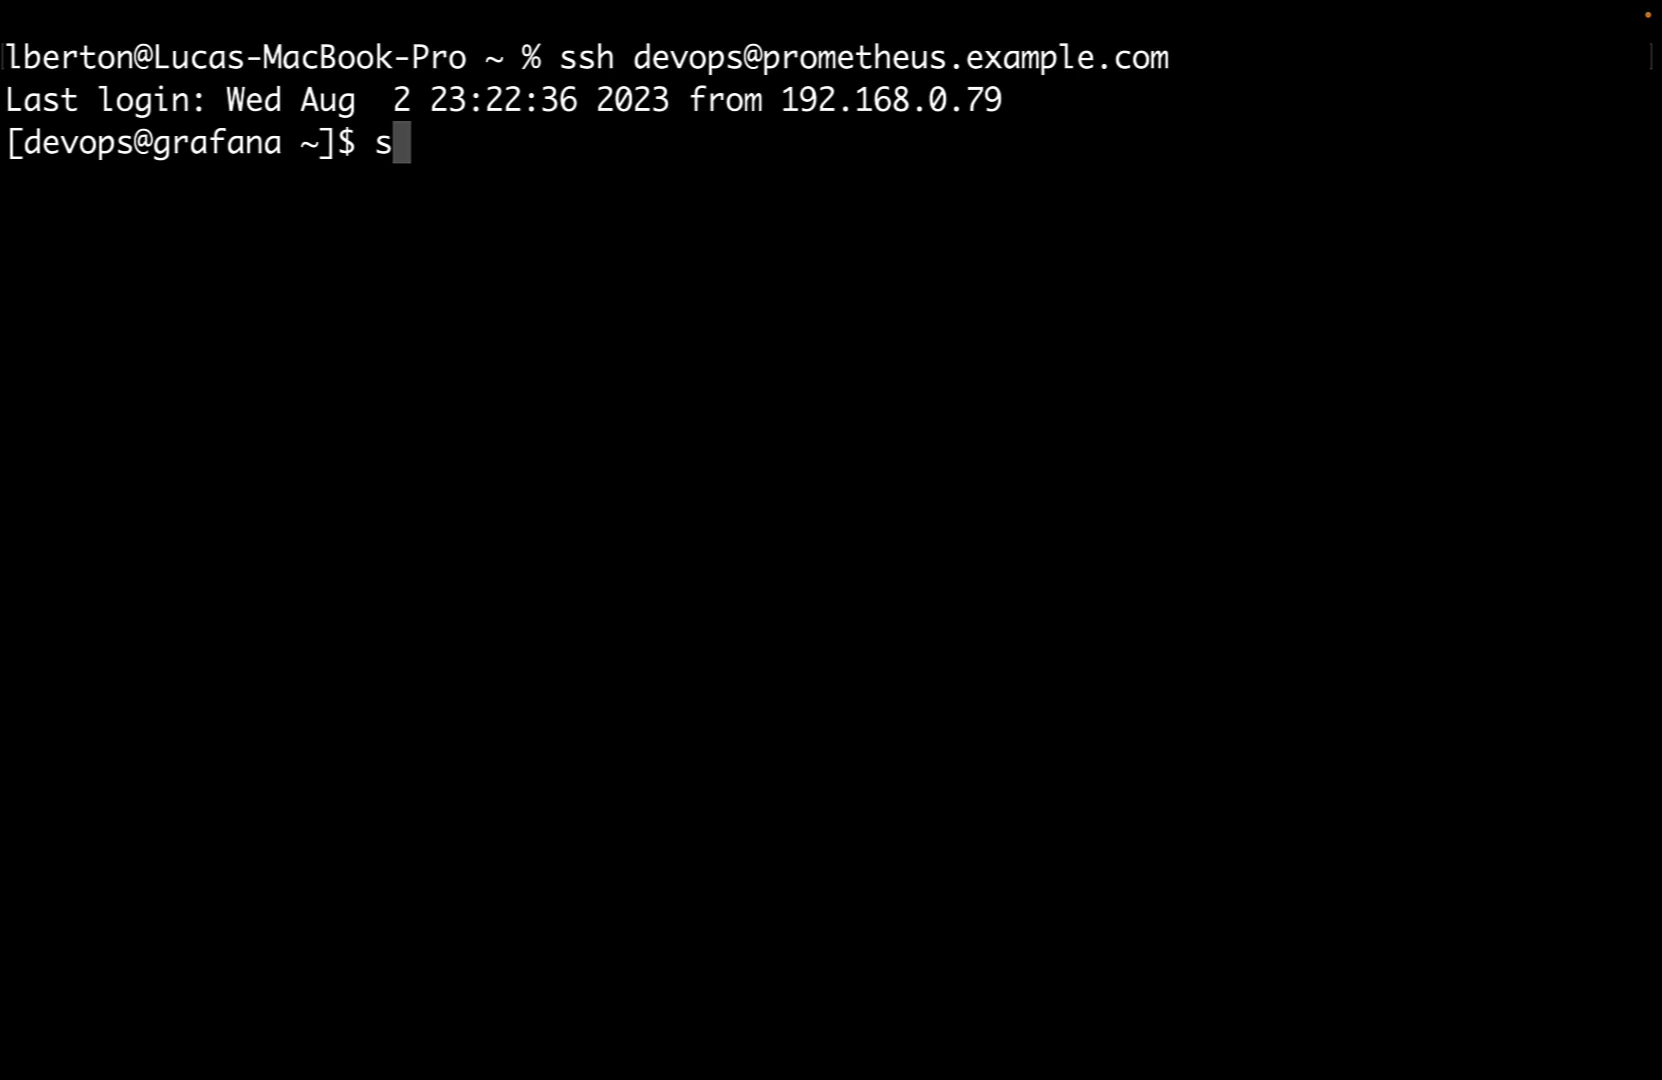 lberton@Lucas-MacBook-Pro ~ % ssh devops@prometheus.example.com
Last login: Wed Aug  2 23:22:36 2023 from 192.168.0.79
[devops@grafana ~]$ s